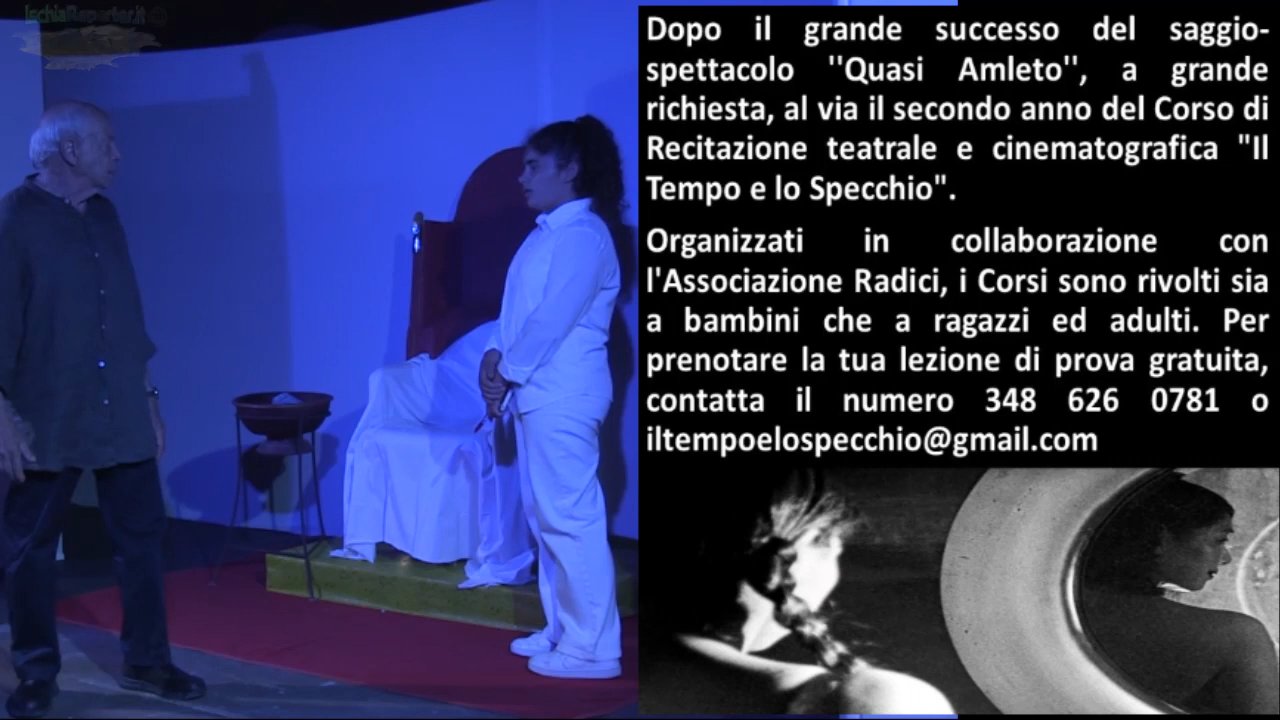 IschiaReporter.it
Dopo il grande successo del saggio-
spettacolo ''Quasi Amleto'', a grande
richiesta, al via il secondo anno del Corso di
Recitazione teatrale e cinematografica "Il
Tempo e lo Specchio".
Organizzati in collaborazione con
l'Associazione Radici, i Corsi sono rivolti sia
a bambini che a ragazzi ed adulti. Per
prenotare la tua lezione di prova gratuita,
contatta il numero 348 626 0781 o
iltempoelospecchio@gmail.com